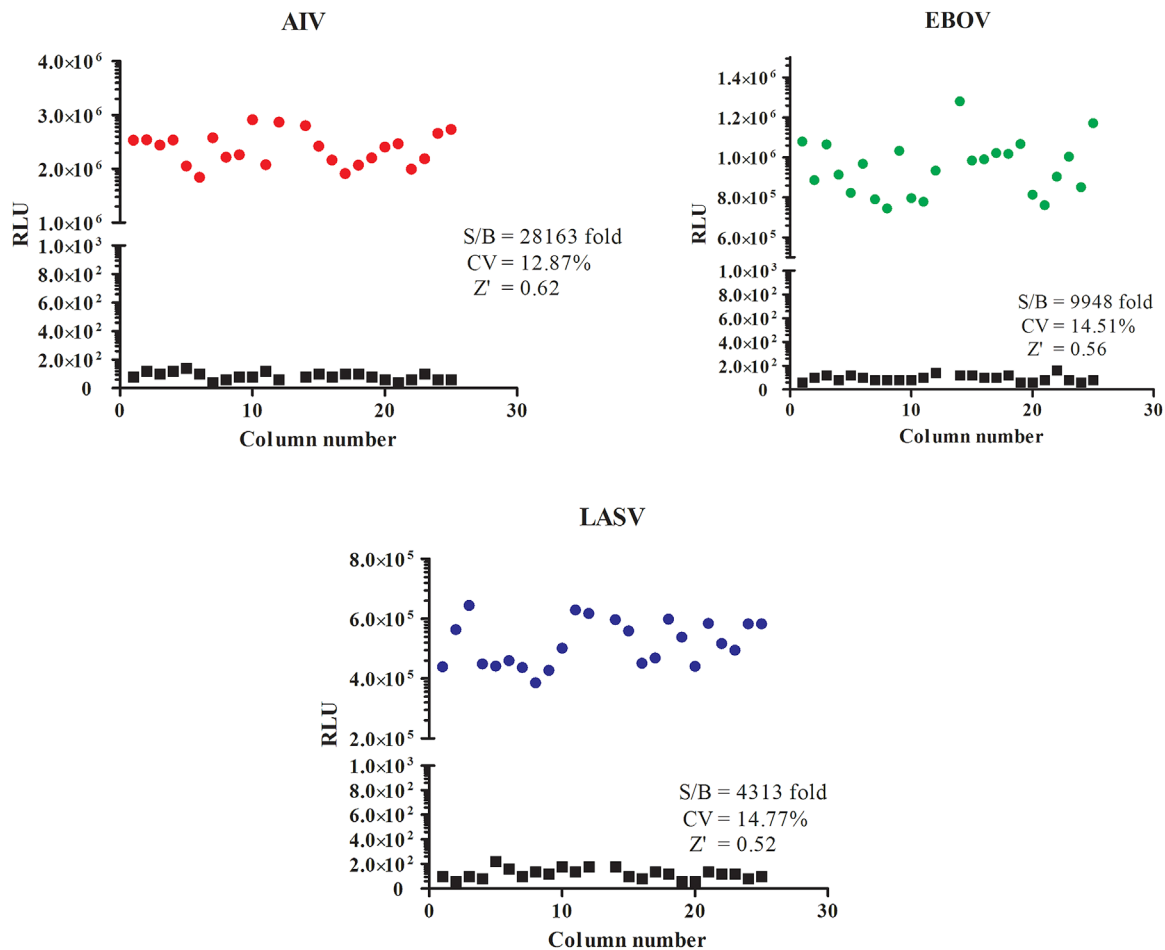 AIV
4.0×10⁶
3.0×10⁶
2.0×10⁶
1.0×10⁶
RLU
1.0×10³
8.0×10²
6.0×10²
4.0×10²
2.0×10²
0
0 10 20 30
Column number
S/B = 28163 fold
CV = 12.87%
Z' = 0.62
EBOV
1.4×10⁶
1.2×10⁶
1.0×10⁶
8.0×10⁵
6.0×10⁵
RLU
1.0×10³
8.0×10²
6.0×10²
4.0×10²
2.0×10²
0
0 10 20 30
Column number
S/B = 9948 fold
CV = 14.51%
Z' = 0.56
LASV
8.0×10⁵
6.0×10⁵
4.0×10⁵
2.0×10⁵
RLU
1.0×10³
8.0×10²
6.0×10²
4.0×10²
2.0×10²
0
0 10 20 30
Column number
S/B = 4313 fold
CV = 14.77%
Z' = 0.52